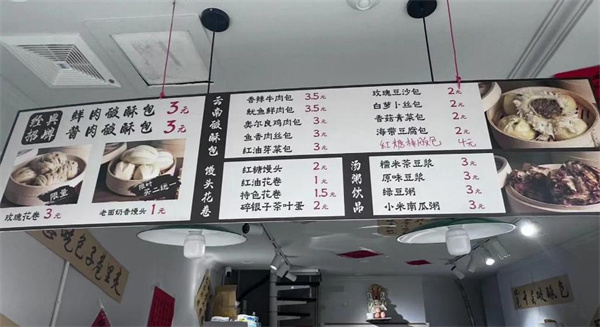 经典
招牌
鲜肉破酥包 3元
酱肉破酥包 3元
限量
限时
买二送一
玫瑰花卷 3元
老面奶香馒头 1元
云南破酥包
香辣牛肉包 3.5元
鱿鱼鲜肉包 3.5元
奥尔良鸡肉包 3元
鱼香肉丝包 3元
红油芽菜包 3元
玫瑰豆沙包 2元
白萝卜丝包 2元
香菇青菜包 2元
海带豆腐包 2元
4元
馒头花卷
红糖馒头 2元
红油花卷 1元
特色花卷 1.5元
碎银子茶叶蛋 2元
汤粥饮品
糯米茶豆浆 3元
原味豆浆 3元
绿豆粥 3元
小米南瓜粥 3元